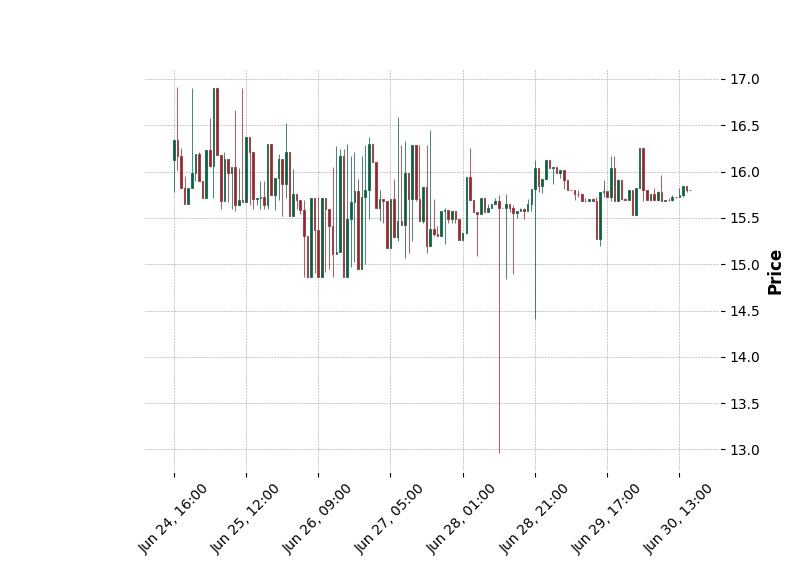 17.0
16.5
16.0
15.5
15.0
14.5
14.0
13.5
13.0
Price
Jun 24, 16:00
Jun 25, 12:00
Jun 26, 09:00
Jun 27, 05:00
Jun 28, 01:00
Jun 28, 21:00
Jun 29, 17:00
Jun 30, 13:00